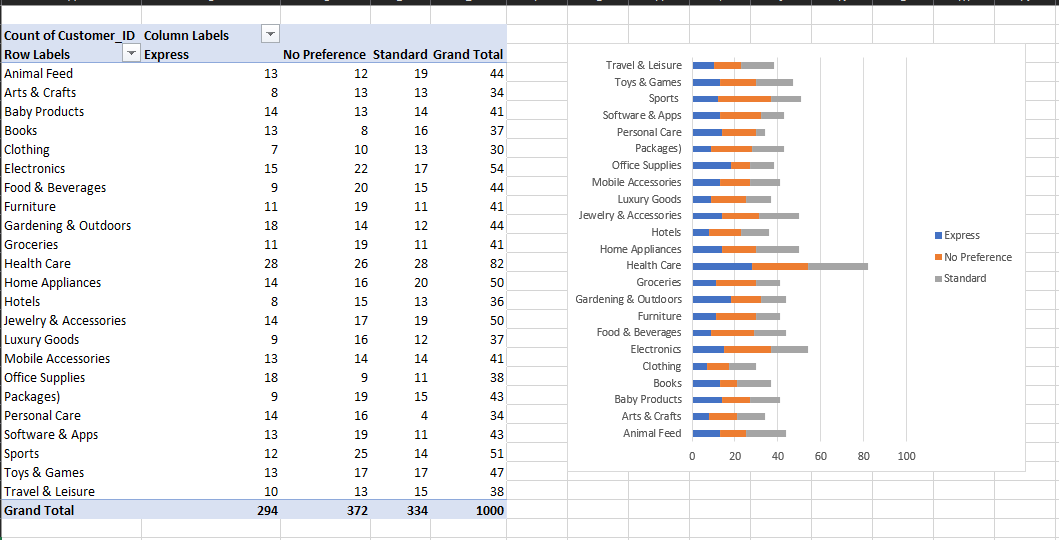 Count of Customer_ID Column Labels
Row Labels Express No Preference Standard Grand Total
Animal Feed 13 12 19 44
Arts & Crafts 8 13 13 34
Baby Products 14 13 14 41
Books 13 8 16 37
Clothing 7 10 13 30
Electronics 15 22 17 54
Food & Beverages 9 20 15 44
Furniture 11 19 11 41
Gardening & Outdoors 18 14 12 44
Groceries 11 19 11 41
Health Care 28 26 28 82
Home Appliances 14 16 20 50
Hotels 8 15 13 36
Jewelry & Accessories 14 17 19 50
Luxury Goods 9 16 12 37
Mobile Accessories 13 14 14 41
Office Supplies 18 9 11 38
Packages) 9 19 15 43
Personal Care 14 16 4 34
Software & Apps 13 19 11 43
Sports 12 25 14 51
Toys & Games 13 17 17 47
Travel & Leisure 10 13 15 38
Grand Total 294 372 334 1000
Travel & Leisure
Toys & Games
Sports
Software & Apps
Personal Care
Packages)
Office Supplies
Mobile Accessories
Luxury Goods
Jewelry & Accessories
Hotels
Home Appliances
Health Care
Groceries
Gardening & Outdoors
Furniture
Food & Beverages
Electronics
Clothing
Books
Baby Products
Arts & Crafts
Animal Feed
0 20 40 60 80 100
Express
No Preference
Standard